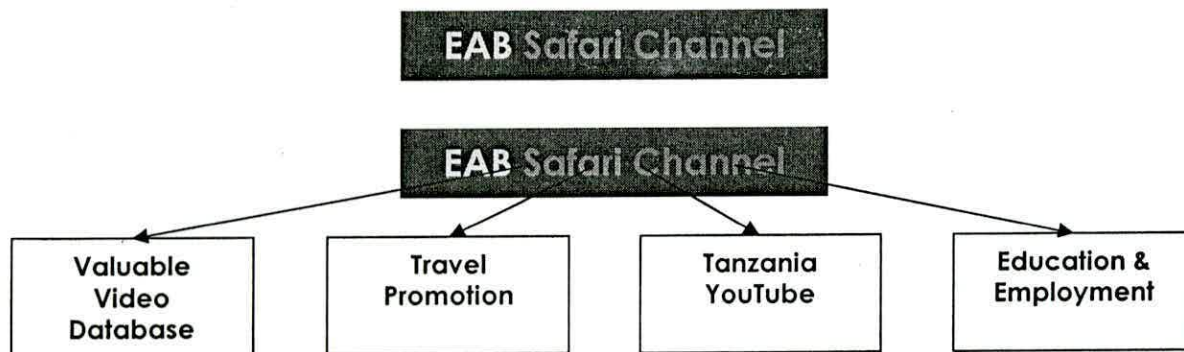 EAB Safari Channel
EAB Safari Channel
Valuable
Video
Database
Travel
Promotion
Tanzania
YouTube
Education &
Employment